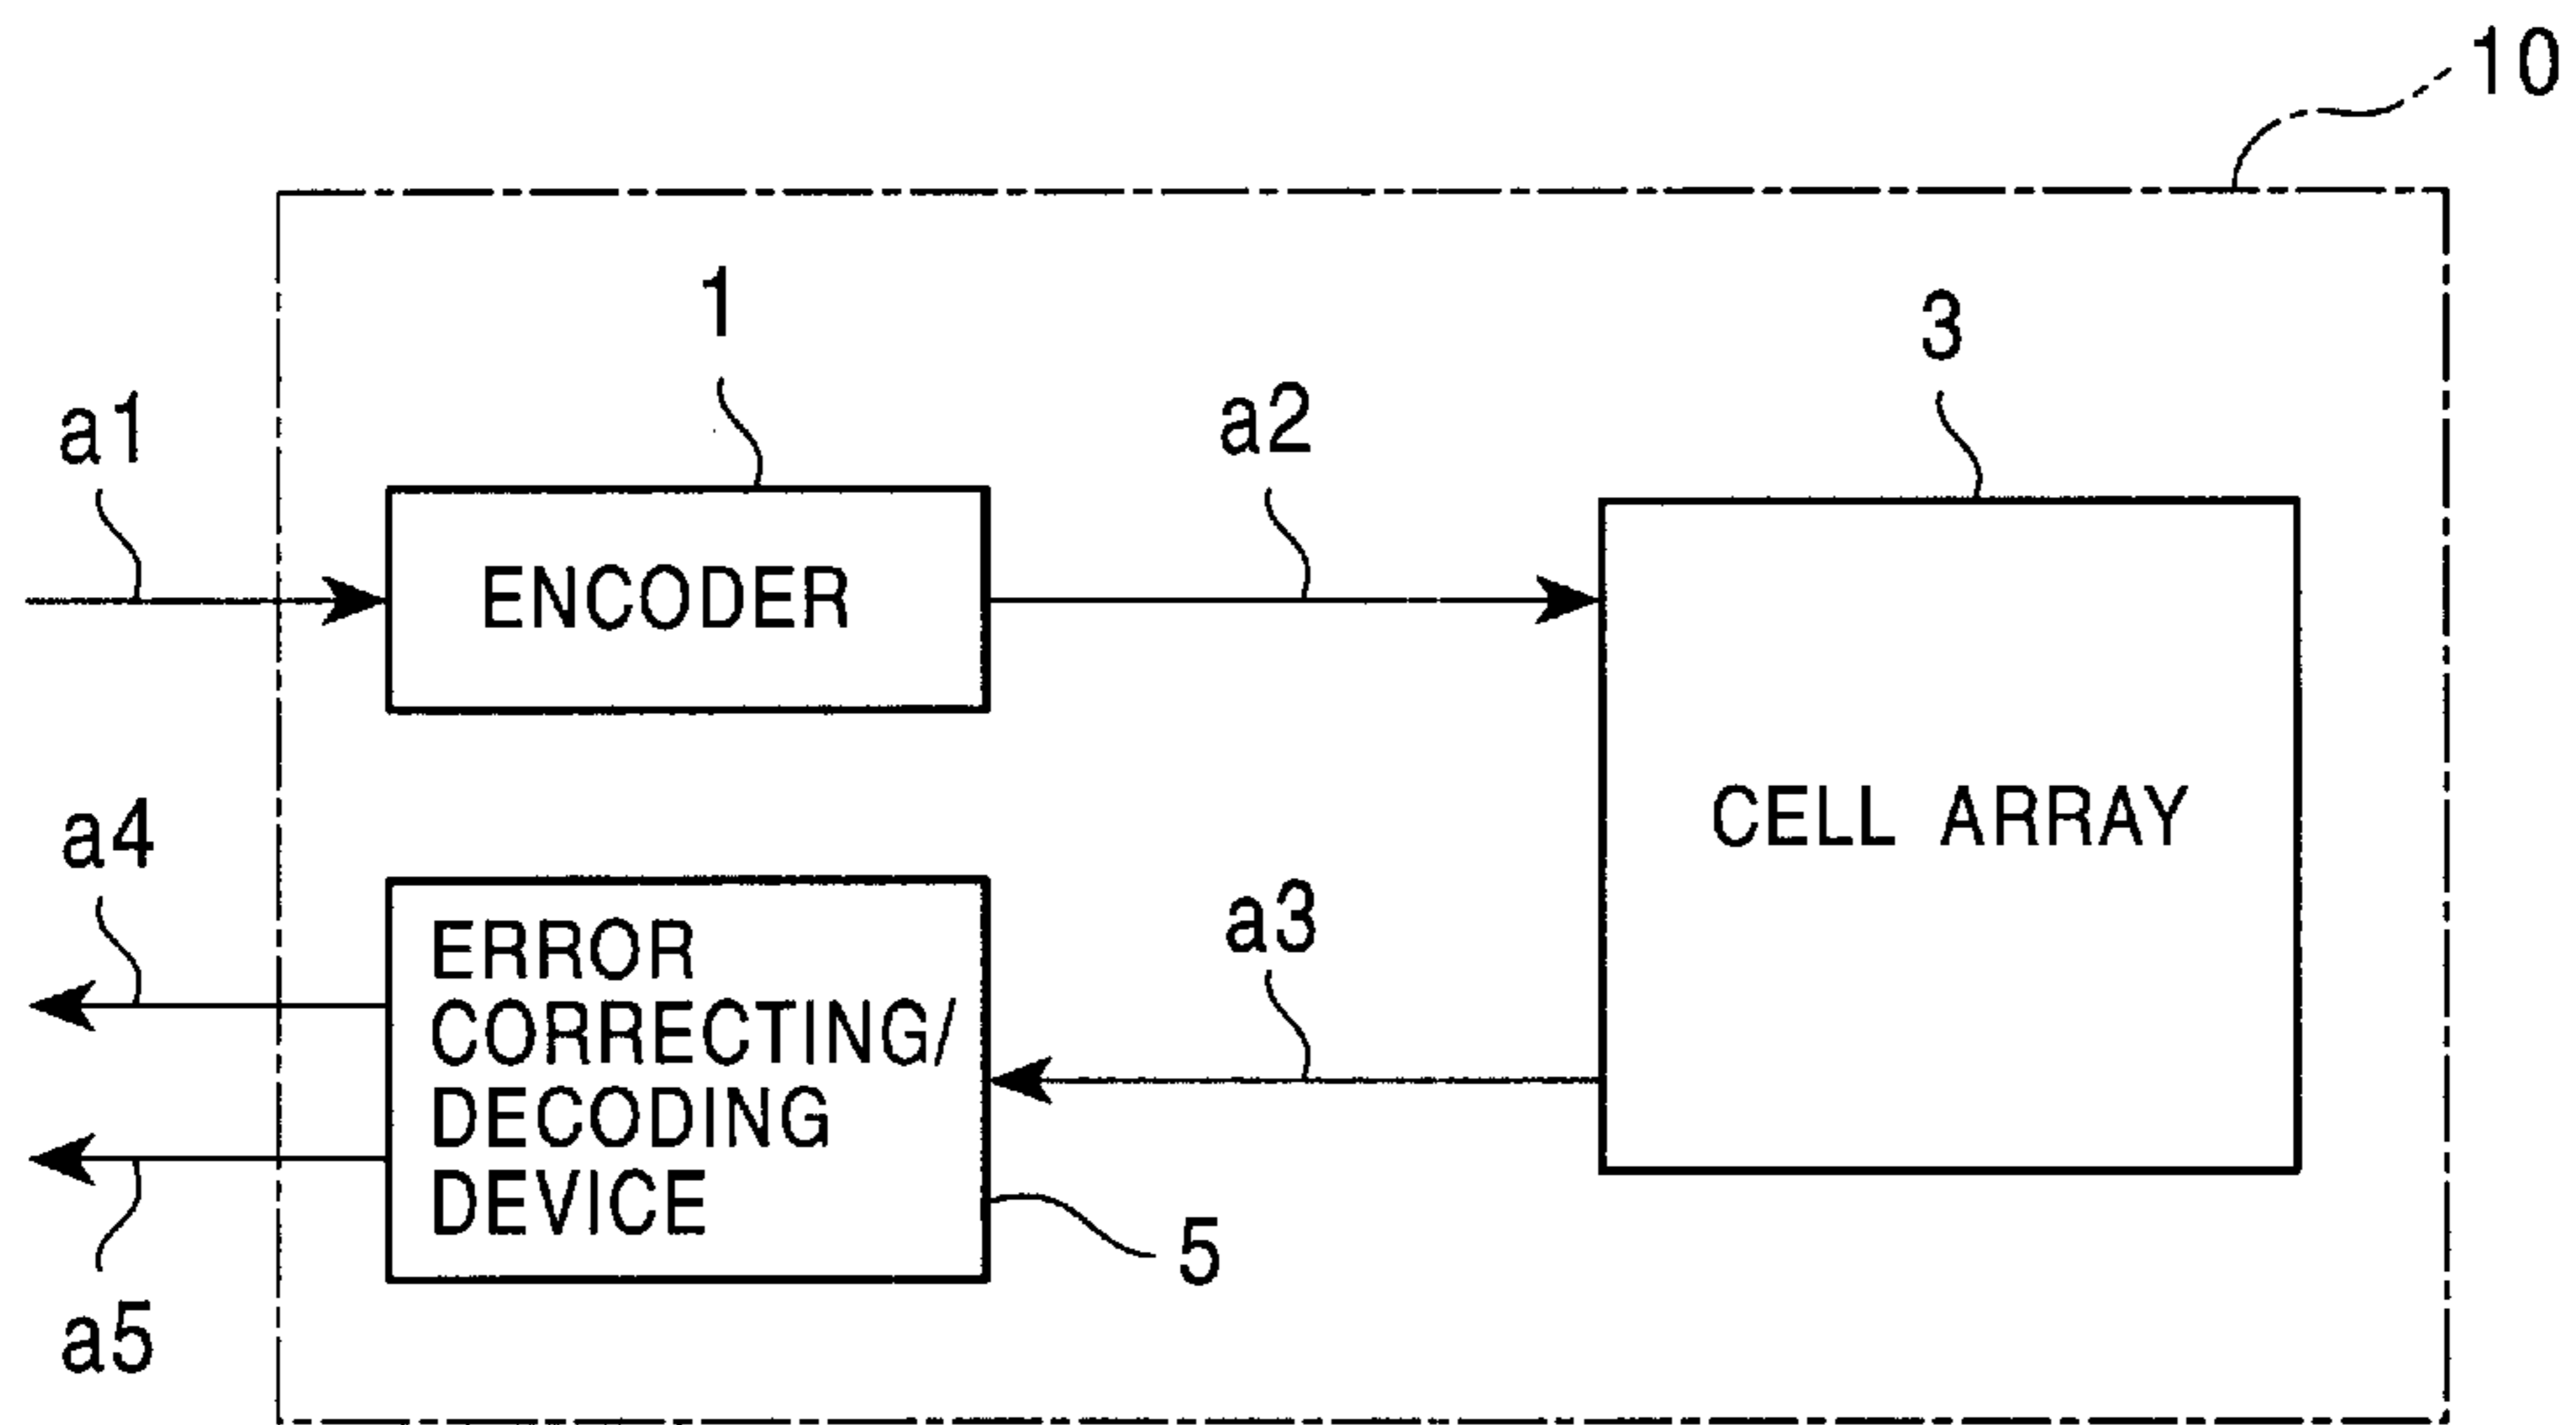 10
1
3
a1
a2
ENCODER
CELL ARRAY
a4
a3
ERROR
CORRECTING/
DECODING
DEVICE
5
a5